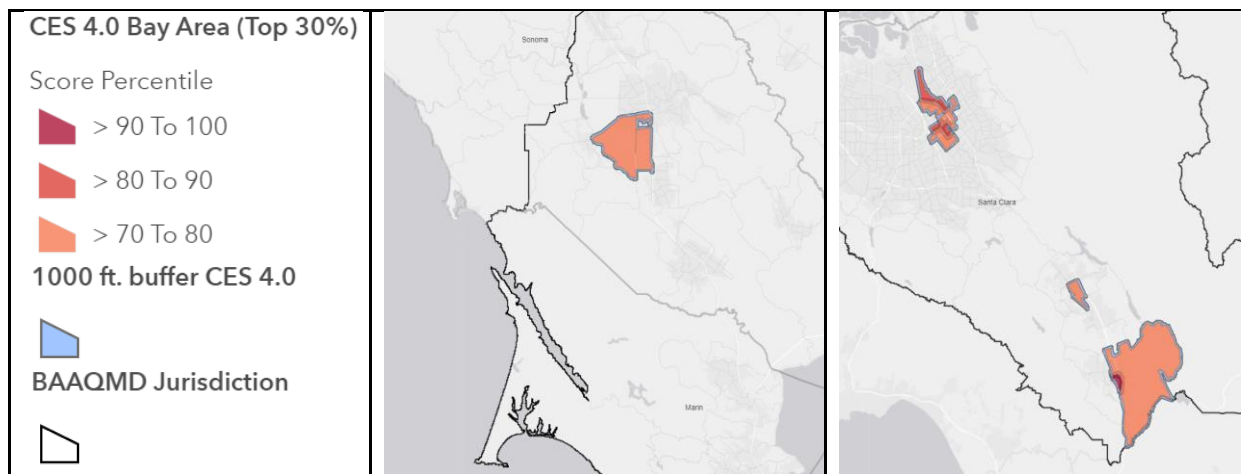 CES 4.0 Bay Area (Top 30%)
Score Percentile
> 90 To 100
> 80 To 90
> 70 To 80
1000 ft. buffer CES 4.0
BAAQMD Jurisdiction
Sonoma
Marin
Santa Clara